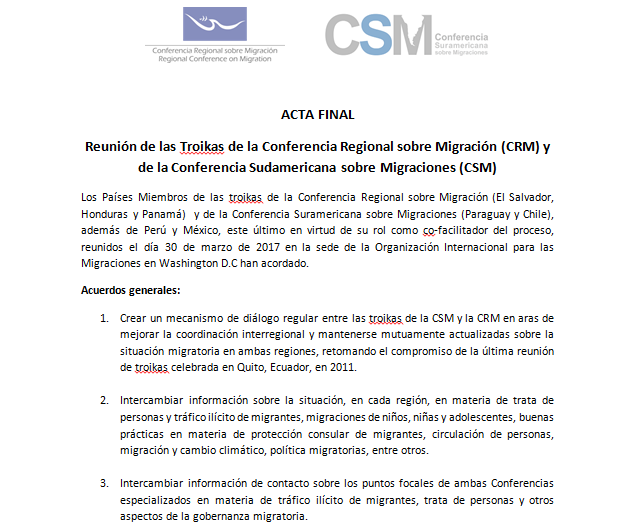 Conferencia Regional sobre Migración
Regional Conference on Migration
CSM Conferencia
Suramericana
sobre Migraciones
ACTA FINAL
Reunión de las Troikas de la Conferencia Regional sobre Migración (CRM) y
de la Conferencia Sudamericana sobre Migraciones (CSM)
Los Países Miembros de las troikas de la Conferencia Regional sobre Migración (El Salvador,
Honduras y Panamá) y de la Conferencia Suramericana sobre Migraciones (Paraguay y Chile),
además de Perú y México, este último en virtud de su rol como co-facilitador del proceso,
reunidos el día 30 de marzo de 2017 en la sede de la Organización Internacional para las
Migraciones en Washington D.C han acordado.
Acuerdos generales:
1. Crear un mecanismo de diálogo regular entre las troikas de la CSM y la CRM en aras de
mejorar la coordinación interregional y mantenerse mutuamente actualizadas sobre la
situación migratoria en ambas regiones, retomando el compromiso de la última reunión
de troikas celebrada en Quito, Ecuador, en 2011.
2. Intercambiar información sobre la situación, en cada región, en materia de trata de
personas y tráfico ilícito de migrantes, migraciones de niños, niñas y adolescentes, buenas
prácticas en materia de protección consular de migrantes, circulación de personas,
migración y cambio climático, política migratorias, entre otros.
3. Intercambiar información de contacto sobre los puntos focales de ambas Conferencias
especializados en materia de tráfico ilícito de migrantes, trata de personas y otros
aspectos de la gobernanza migratoria.